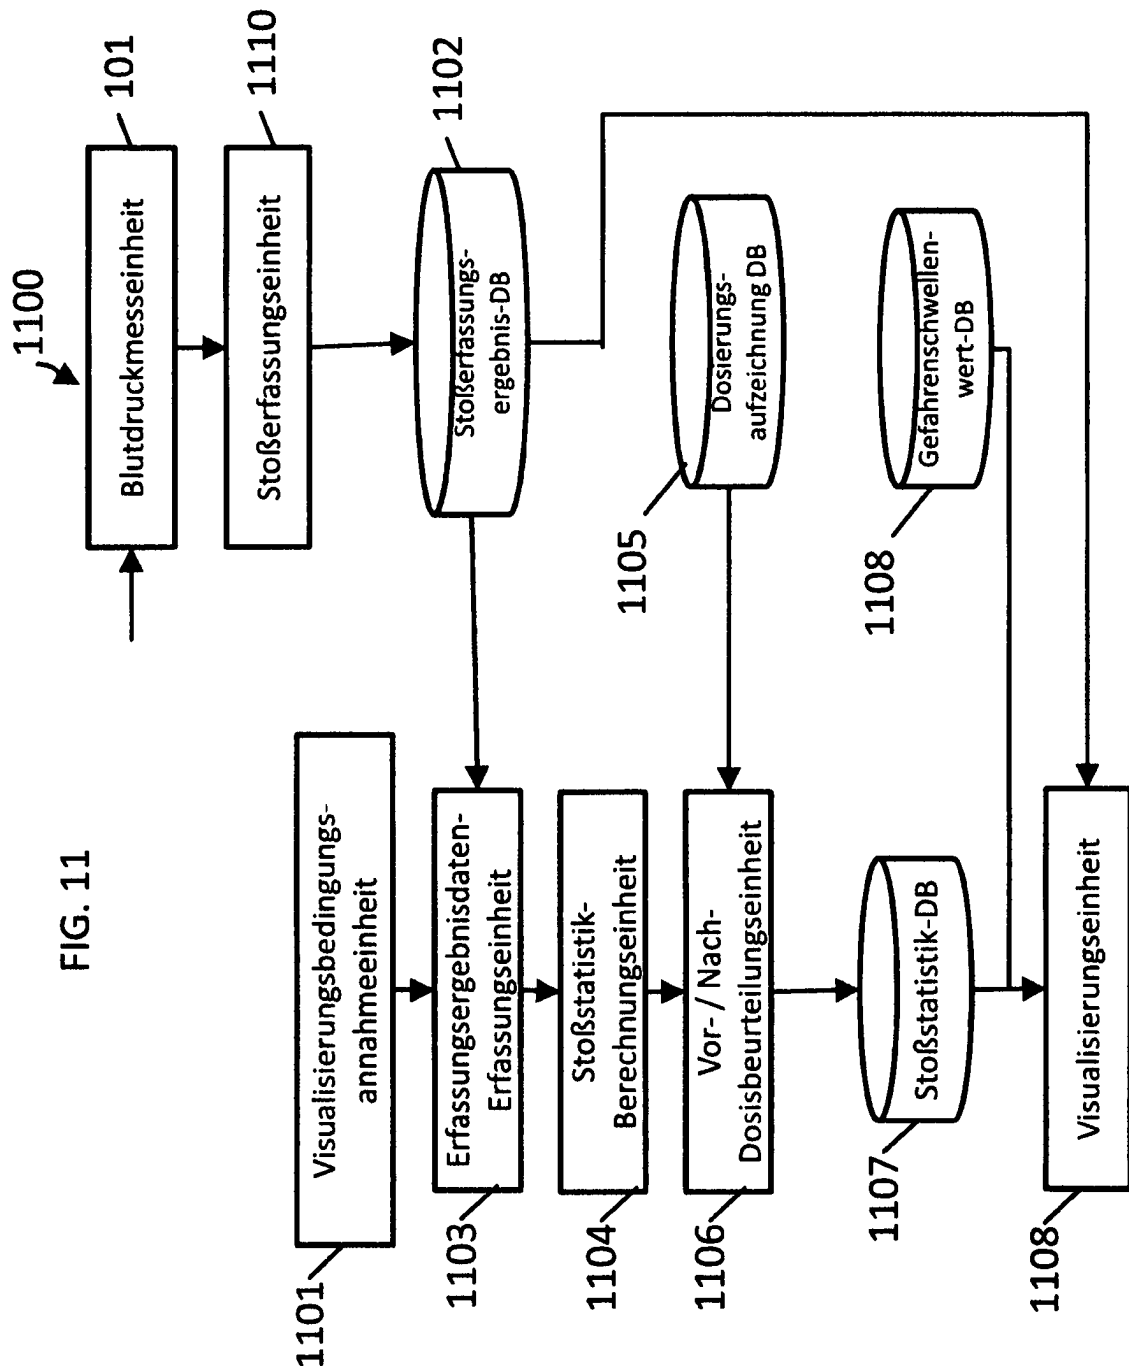 FIG. 11
1100
101
Blutdruckmesseinheit
1110
Stoßerfassungseinheit
1102
Stoßerfassungs-
ergebnis-DB
1101
Visualisierungsbedingungs-
annahmeeinheit
1103
Erfassungsergebnisdaten-
Erfassungseinheit
1104
Stoßstatistik-
Berechnungseinheit
1105
Dosierungs-
aufzeichnung DB
1106
Vor- / Nach-
Dosisbeurteilungseinheit
1107
Stoßstatistik-DB
1108
Gefahrenschwellen-
wert-DB
1108
Visualisierungseinheit